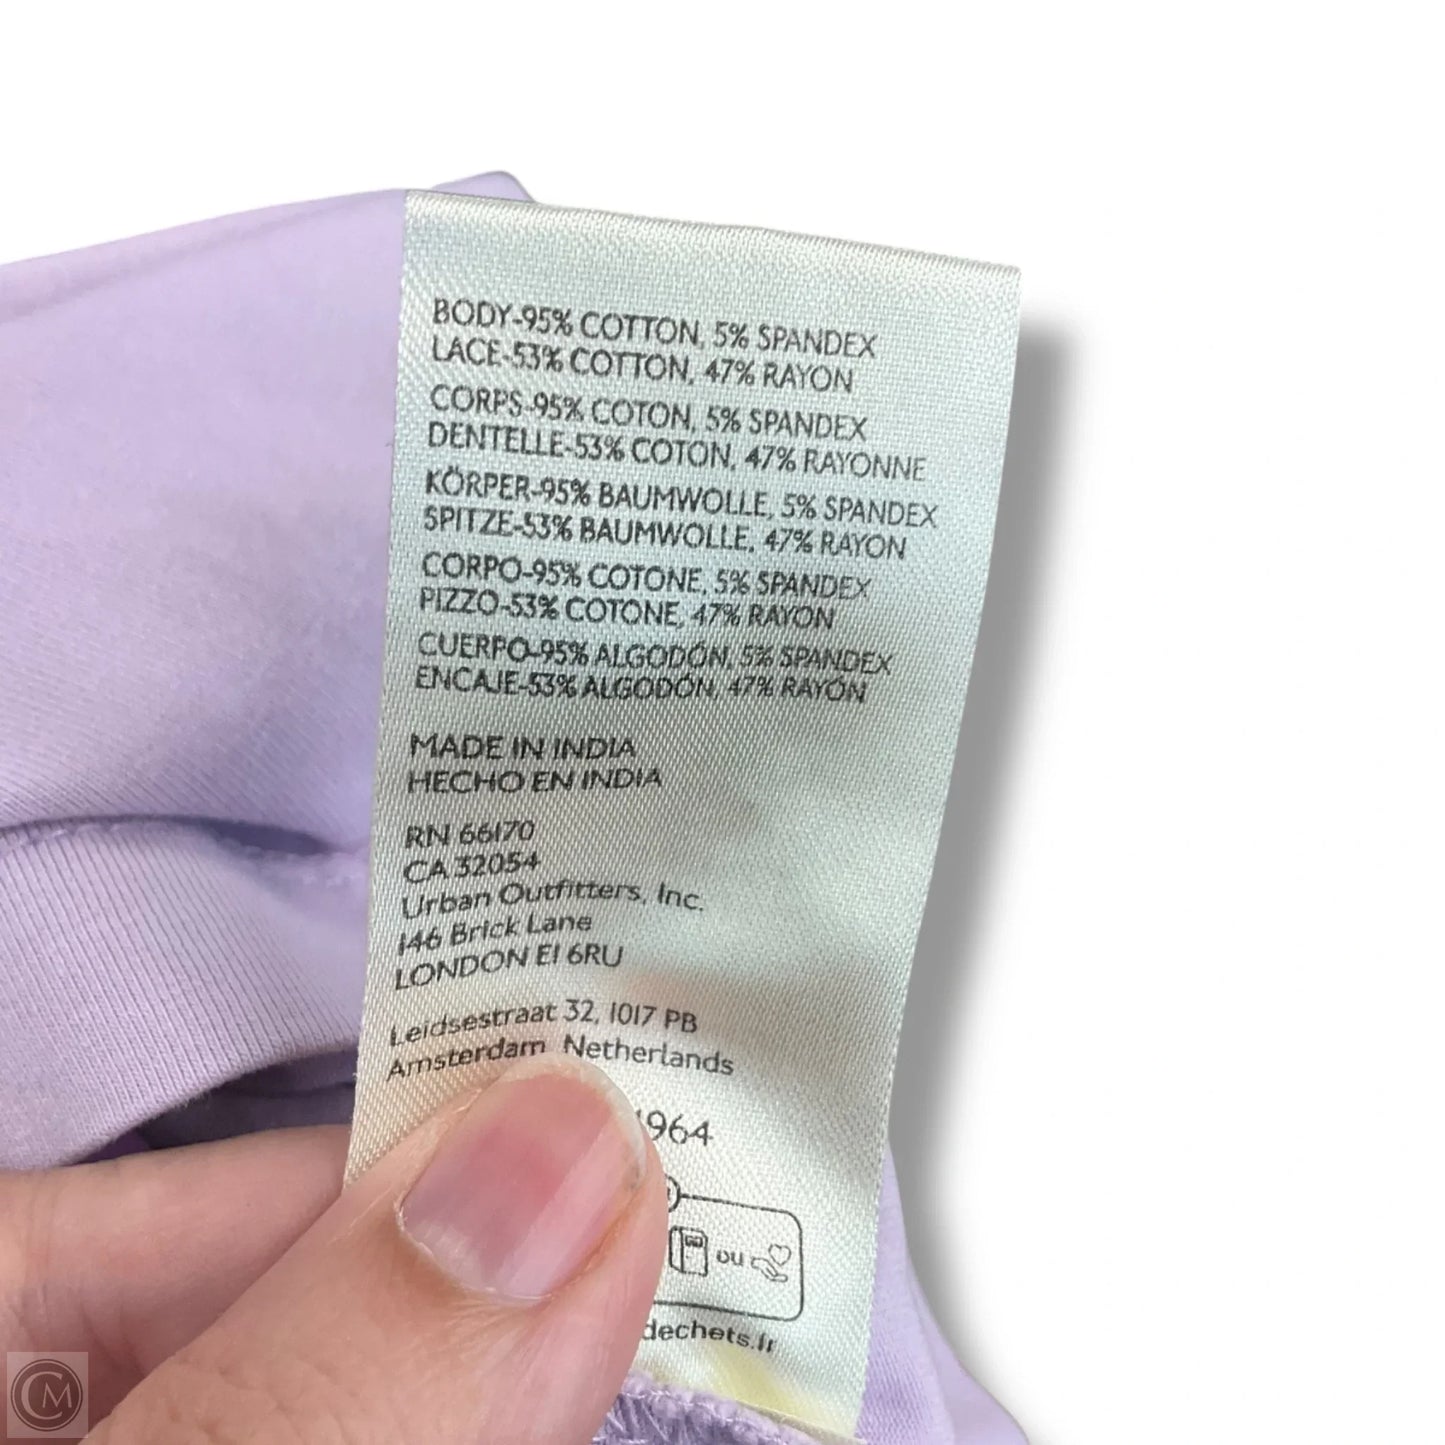 BODY-95% COTTON, 5% SPANDEX
LACE-53% COTTON, 47% RAYON
CORPS-95% COTON, 5% SPANDEX
DENTELLE-53% COTON, 47% RAYONNE
KÖRPER-95% BAUMWOLLE, 5% SPANDEX
SPITZE-53% BAUMWOLLE, 47% RAYON
CORPO-95% COTONE, 5% SPANDEX
PIZZO-53% COTONE, 47% RAYON
CUERPO-95% ALGODÓN, 5% SPANDEX
ENCAJE-53% ALGODÓN, 47% RAYÓN
MADE IN INDIA
HECHO EN INDIA
RN 66170
CA 32054
Urban Outfitters, Inc.
146 Brick Lane
LONDON E1 6RU
Leidsestraat 32, 1017 PB
Amsterdam Netherlands
964
OU
dechets.fr
CM